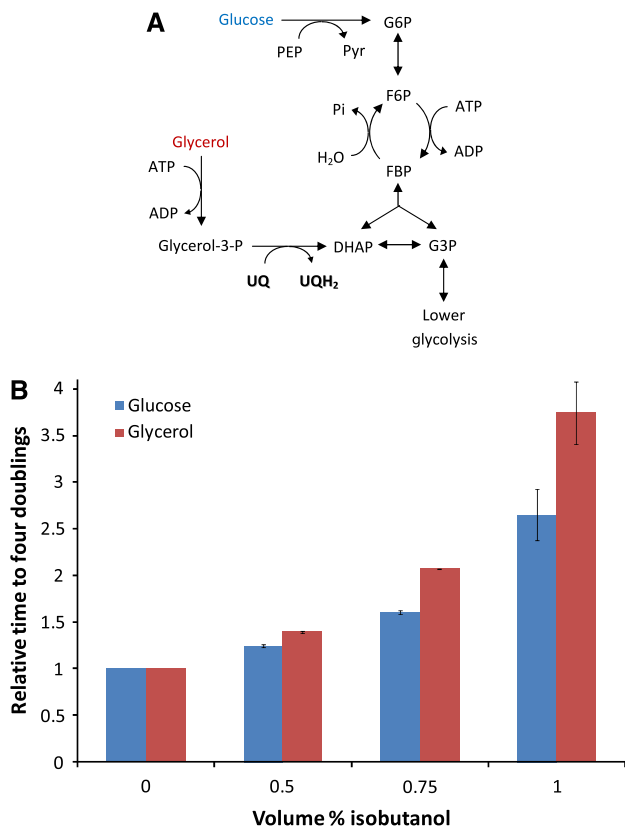 A
Glucose
G6P
PEP
Pyr
Pi
F6P
ATP
H₂O
ADP
FBP
Glycerol
ATP
ADP
Glycerol-3-P
DHAP
G3P
UQ
UQH₂
Lower
glycolysis
B
Relative time to four doublings
4
3.5
3
2.5
2
1.5
1
0.5
0
Glucose
Glycerol
0
0.5
0.75
1
Volume % isobutanol